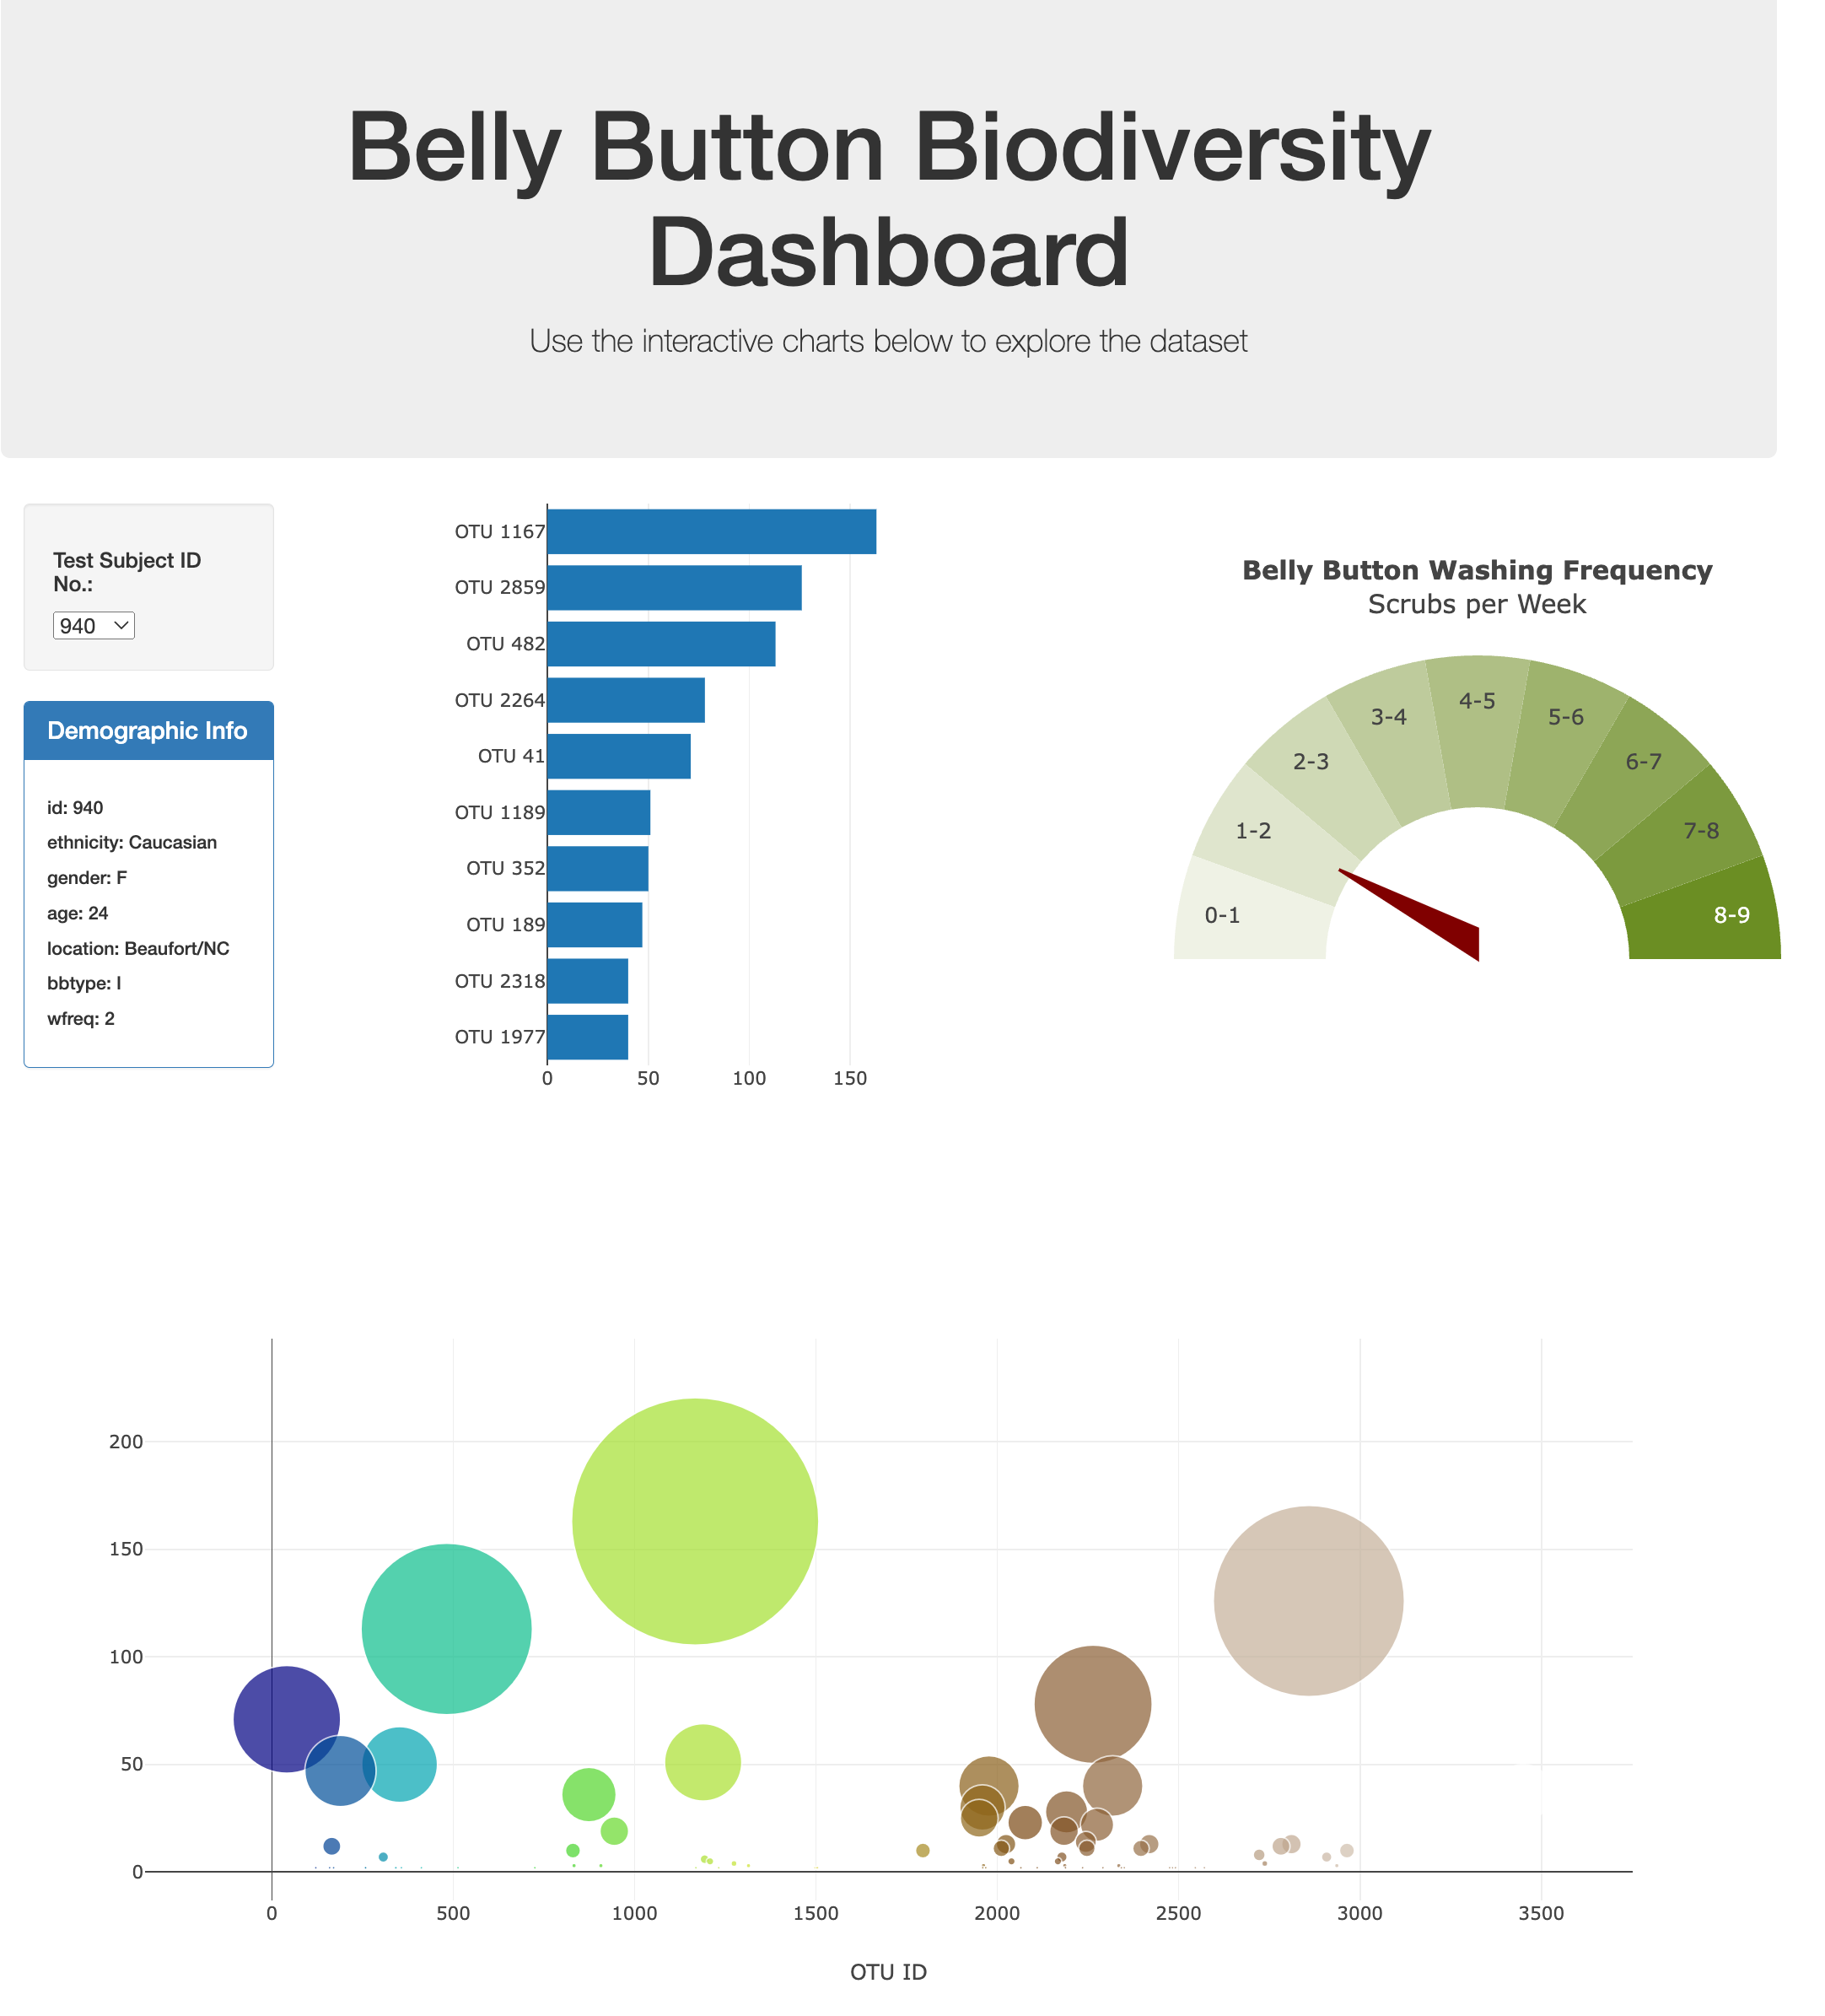 Belly Button Biodiversity
Dashboard
Use the interactive charts below to explore the dataset
Test Subject ID
No.:
940
Demographic Info
id: 940
ethnicity: Caucasian
gender: F
age: 24
location: Beaufort/NC
bbtype: I
wfreq: 2
OTU 1167
OTU 2859
OTU 482
OTU 2264
OTU 41
OTU 1189
OTU 352
OTU 189
OTU 2318
OTU 1977
0 50 100 150
Belly Button Washing Frequency
Scrubs per Week
0-1
1-2
2-3
3-4
4-5
5-6
6-7
7-8
8-9
200
150
100
50
0
0 500 1000 1500 2000 2500 3000 3500
OTU ID